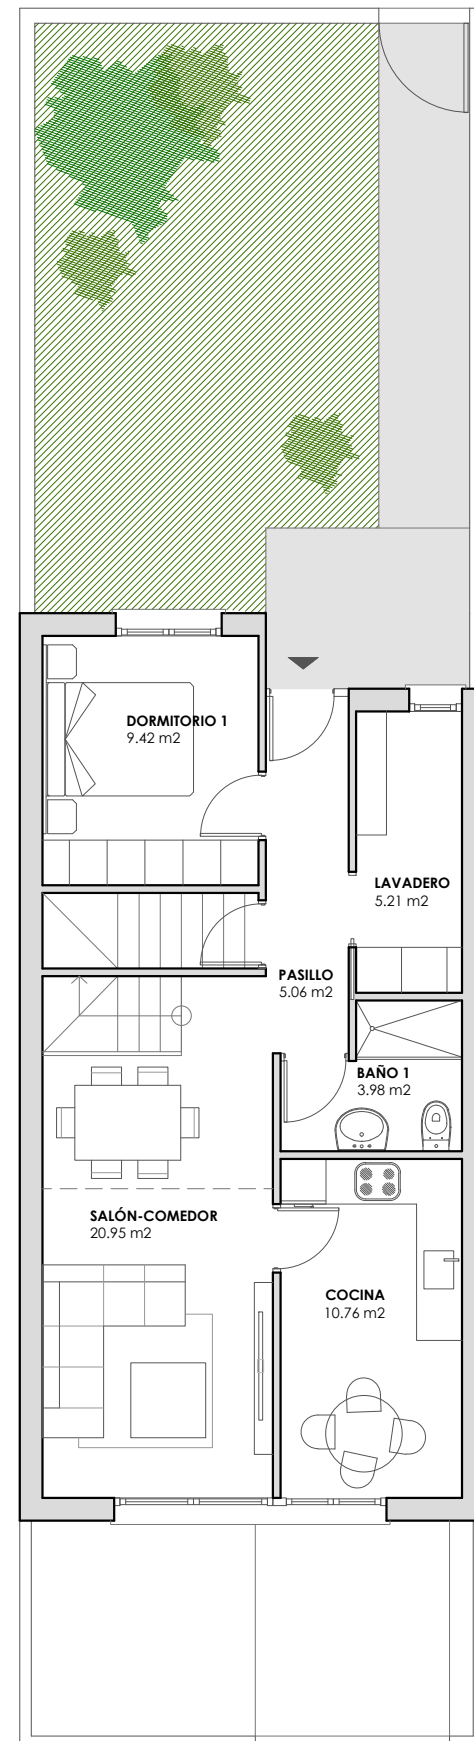 DORMITORIO 1
9.42 m2
LAVADERO
5.21 m2
PASILLO
5.06 m2
BAÑO 1
3.98 m2
SALÓN-COMEDOR
20.95 m2
COCINA
10.76 m2